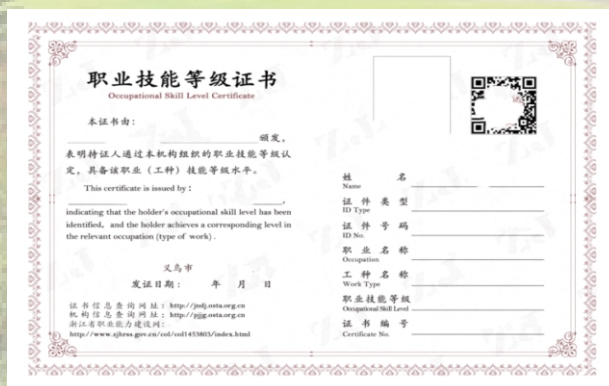 职业技能等级证书
Occupational Skill Level Certificate
本证书由：
颁发，
表明持证人通过本机构组织的职业技能等级认
定，具备该职业（工种）技能等级水平。
This certificate is issued by：
,
indicating that the holder's occupational skill level has been
identified, and the holder achieves a corresponding level in
the relevant occupation (type of work) .
义乌市
发证日期： 年 月 日
证书信息查询网址：http://jndj.osta.org.cn
机构信息查询网址：http://pjjg.osta.org.cn
浙江省职业能力建设网：
http://www.zjhrss.gov.cn/col/col1453803/index.html
姓 名
Name
证件类型
ID Type
证件号码
ID No.
职业名称
Occupation
工种名称
Work Type
职业技能等级
Occupational Skill Level
证书编号
Certificate No.